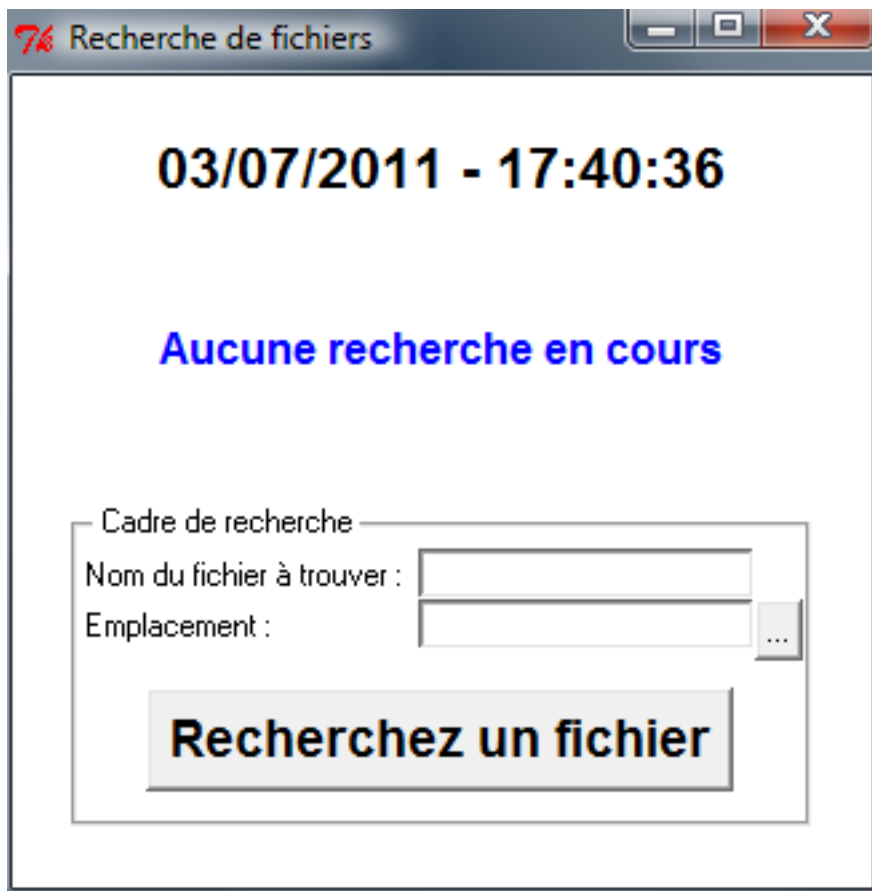 Recherche de fichiers
03/07/2011 - 17:40:36
Aucune recherche en cours
Cadre de recherche
Nom du fichier à trouver :
Emplacement :
...
Recherchez un fichier